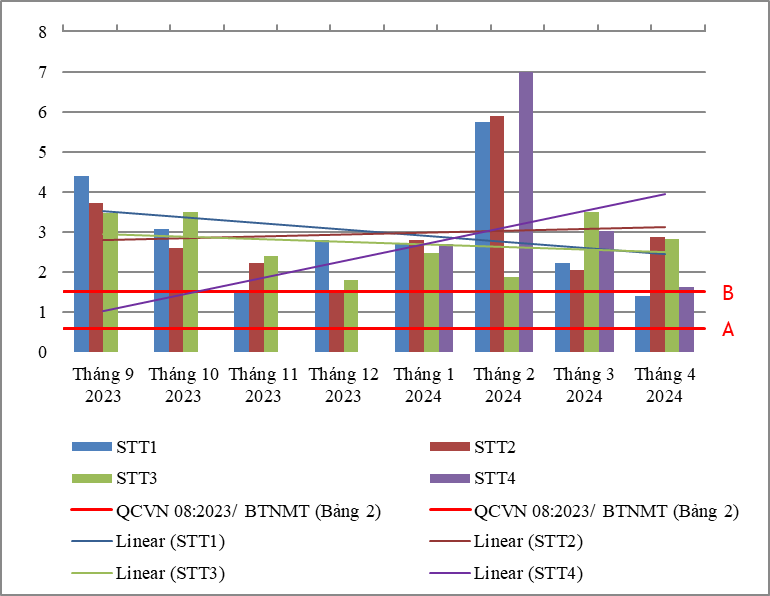 8
7
6
5
4
3
2
1
0
B
A
Tháng 9 Tháng 10 Tháng 11 Tháng 12 Tháng 1 Tháng 2 Tháng 3 Tháng 4
2023 2023 2023 2023 2024 2024 2024 2024
STT1 STT2
STT3 STT4
QCVN 08:2023/ BTNMT (Bảng 2) QCVN 08:2023/ BTNMT (Bảng 2)
Linear (STT1) Linear (STT2)
Linear (STT3) Linear (STT4)